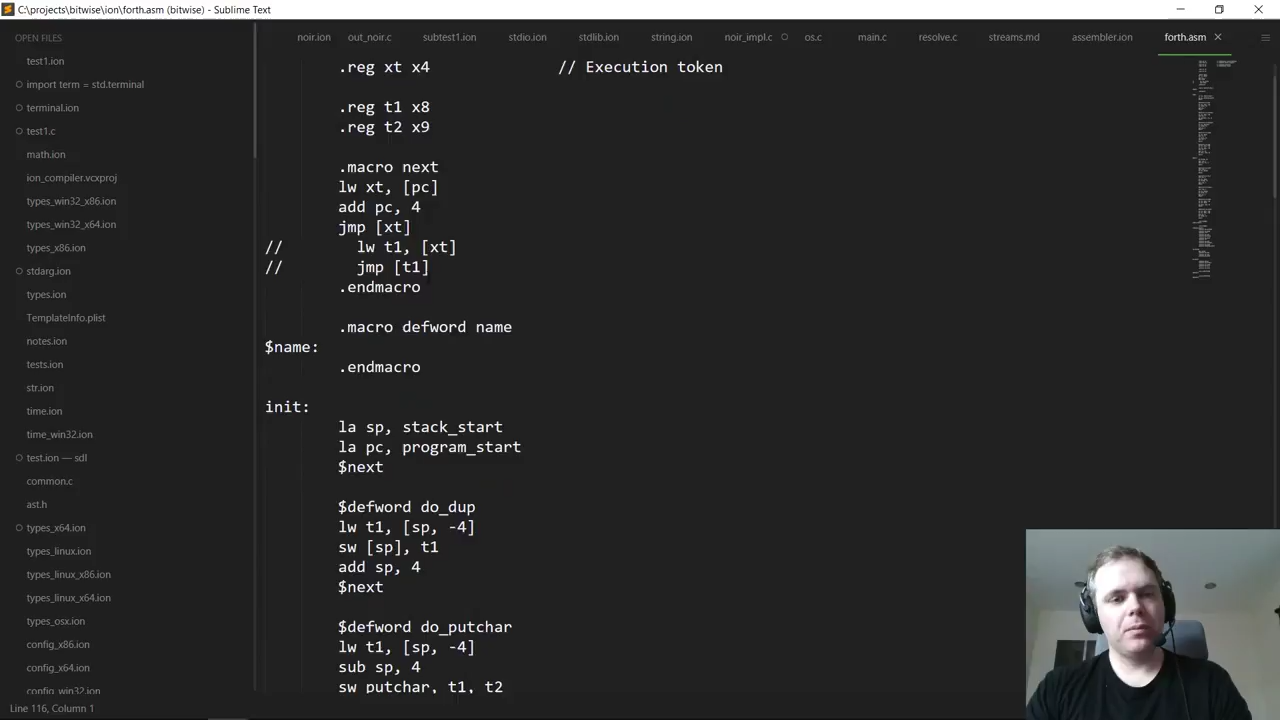 C:\projects\bitwise\ion\forth.asm (bitwise) - Sublime Text
OPEN FILES
test1.ion
import term = std.terminal
terminal.ion
test1.c
math.ion
ion_compiler.vcxproj
types_win32_x86.ion
types_win32_x64.ion
types_x86.ion
stdarg.ion
types.ion
TemplateInfo.plist
notes.ion
tests.ion
str.ion
time.ion
time_win32.ion
test.ion — sdl
common.c
ast.h
types_x64.ion
types_linux.ion
types_linux_x86.ion
types_linux_x64.ion
types_osx.ion
config_x86.ion
config_x64.ion
config_win32.ion
noir.ion out_noir.c subtest1.ion stdio.ion stdlib.ion string.ion noir_impl.c os.c main.c resolve.c streams.md assembler.ion forth.asm
.reg xt x4 // Execution token
.reg t1 x8
.reg t2 x9
.macro next
lw xt, [pc]
add pc, 4
jmp [xt]
// lw t1, [xt]
// jmp [t1]
.endmacro
.macro defword name
$name:
.endmacro
init:
la sp, stack_start
la pc, program_start
$next
$defword do_dup
lw t1, [sp, -4]
sw [sp], t1
add sp, 4
$next
$defword do_putchar
lw t1, [sp, -4]
sub sp, 4
sw putchar, t1, t2
Line 116, Column 1